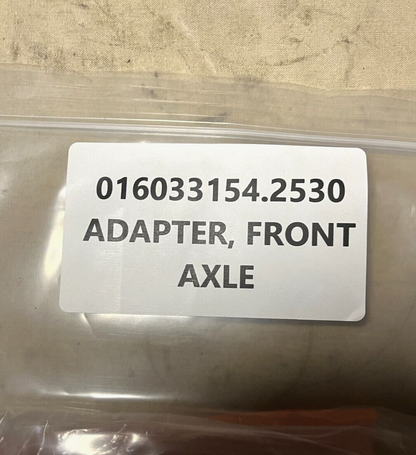 016033154.2530
ADAPTER, FRONT
AXLE